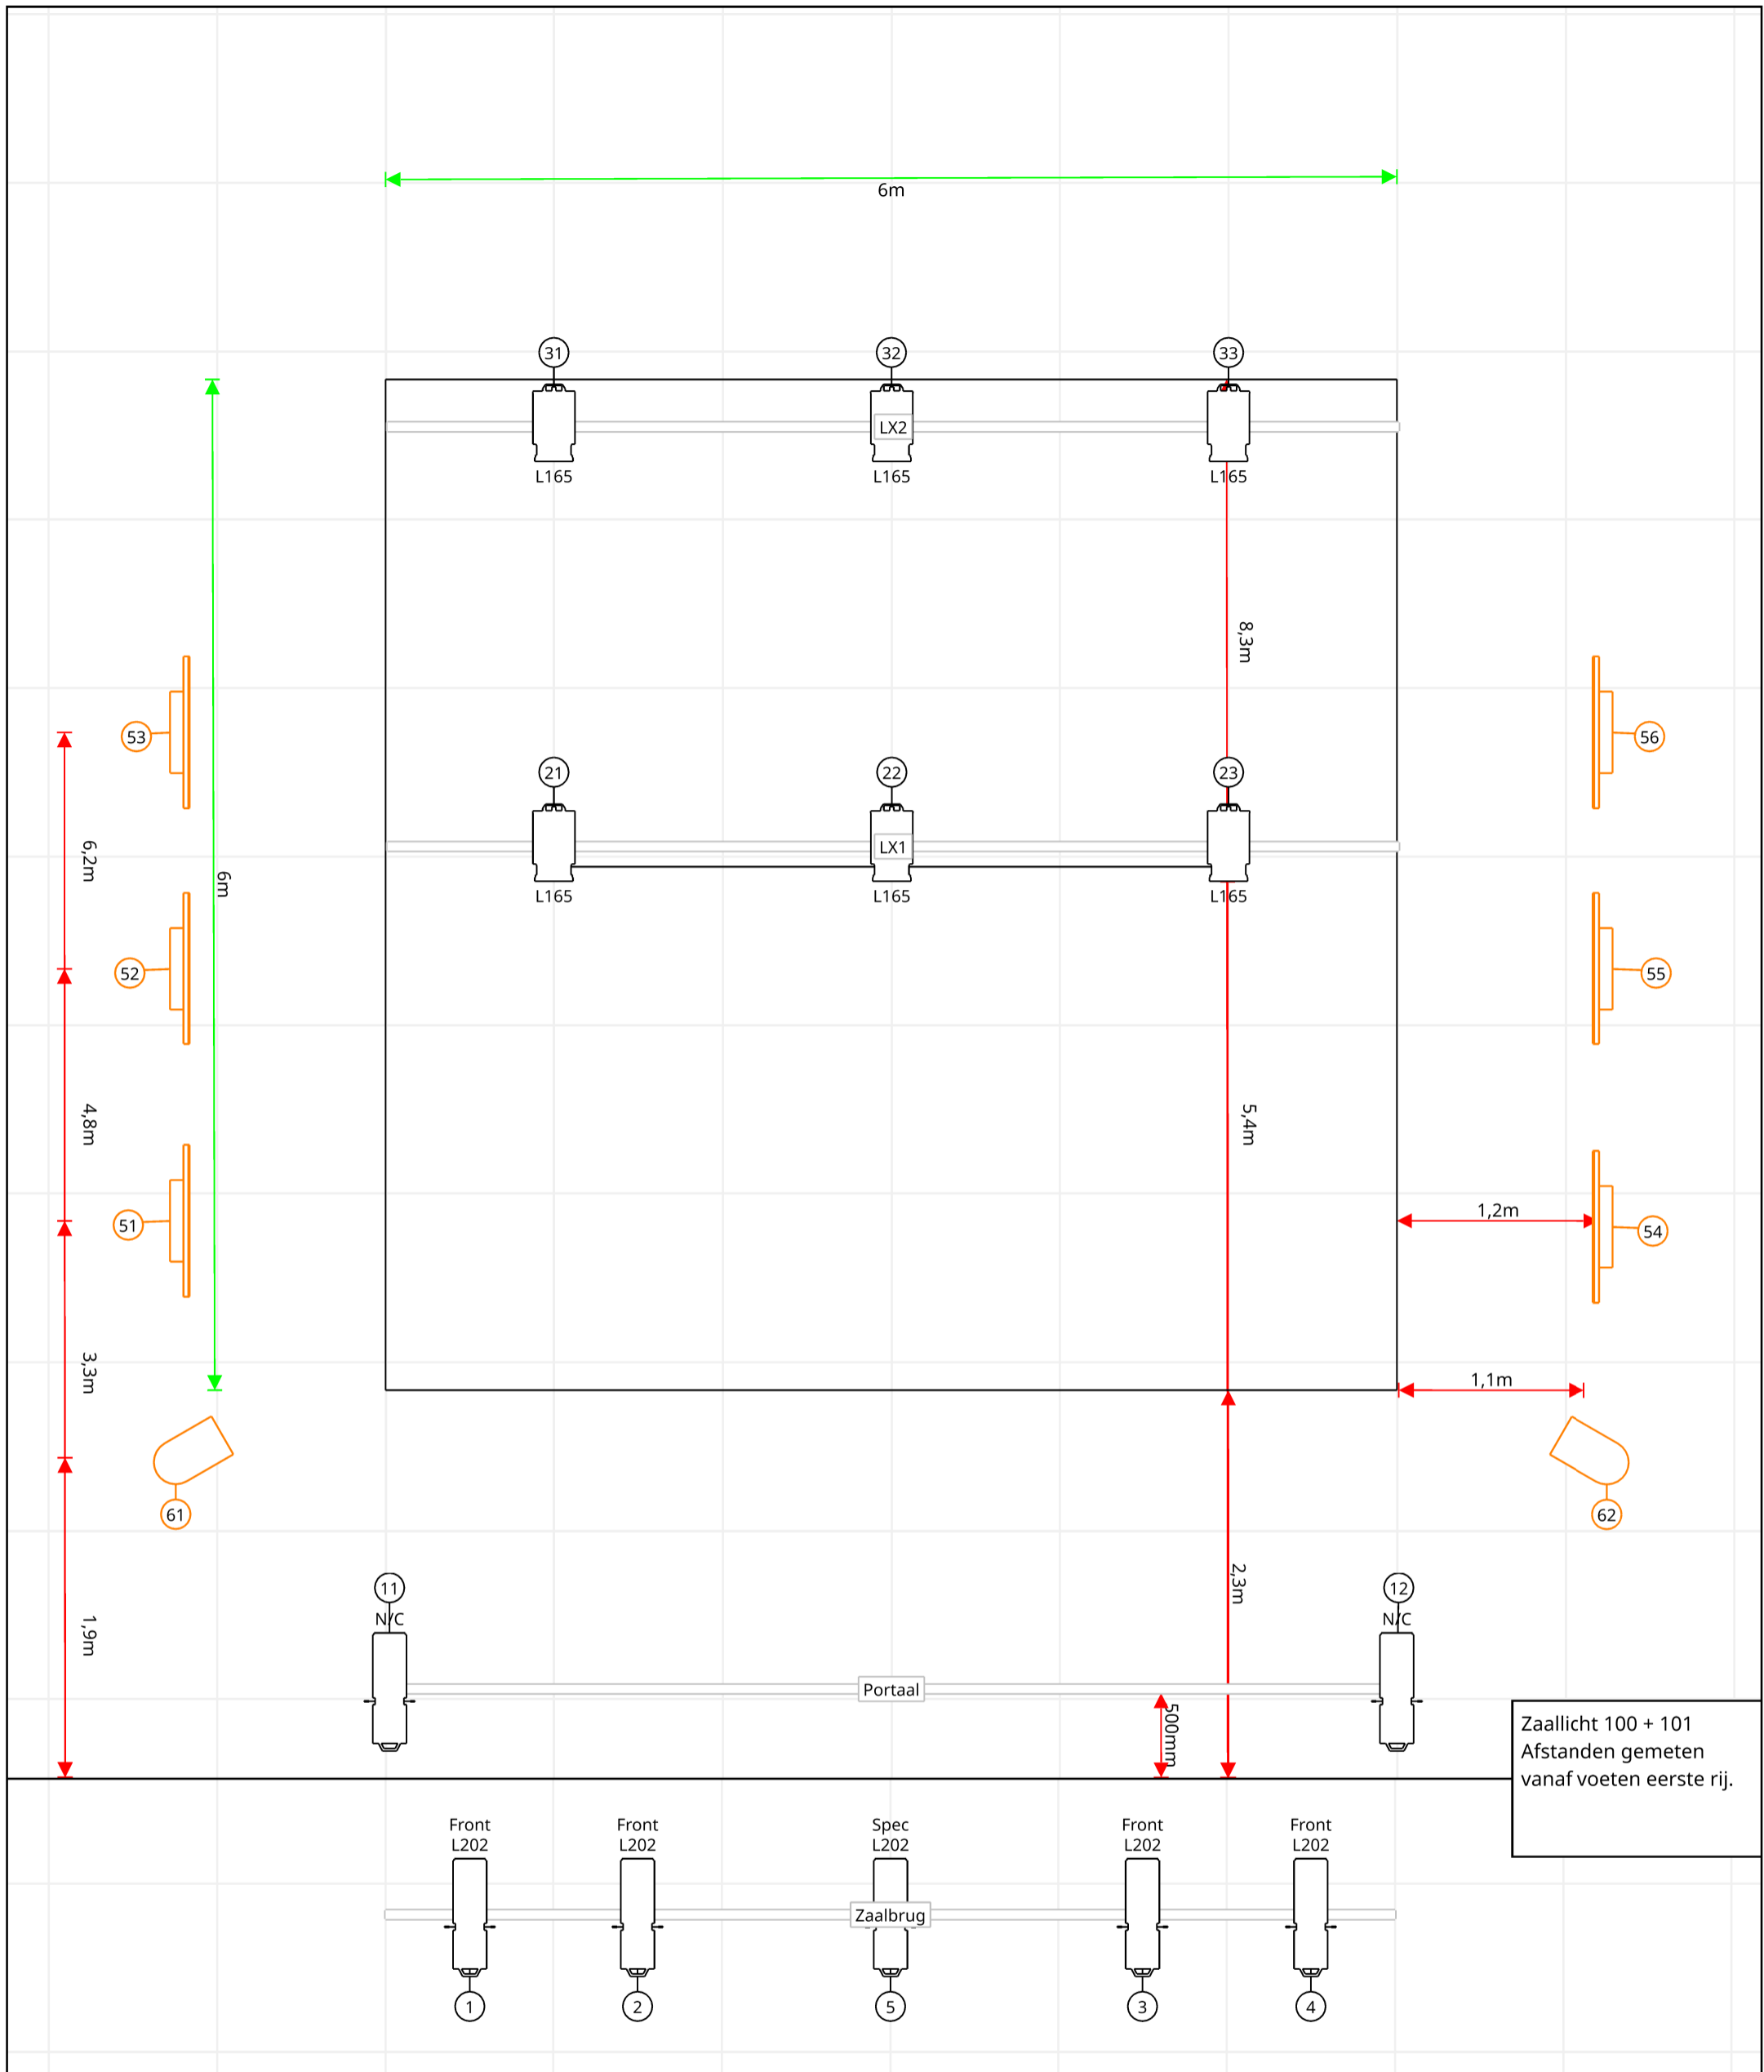 6m
31
32
33
LX2
L165
L165
L165
8,3m
53
56
21
22
23
6,2m
LX1
6m
L165
L165
L165
52
55
4,8m
5,4m
1,2m
51
54
3,3m
1,1m
61
62
2,3m
11
12
N/C
N/C
1,9m
Portaal
500mm
Zaallicht 100 + 101
Afstanden gemeten
vanaf voeten eerste rij.
Front
L202
Front
L202
Spec
L202
Front
L202
Front
L202
Zaalbrug
1
2
5
3
4